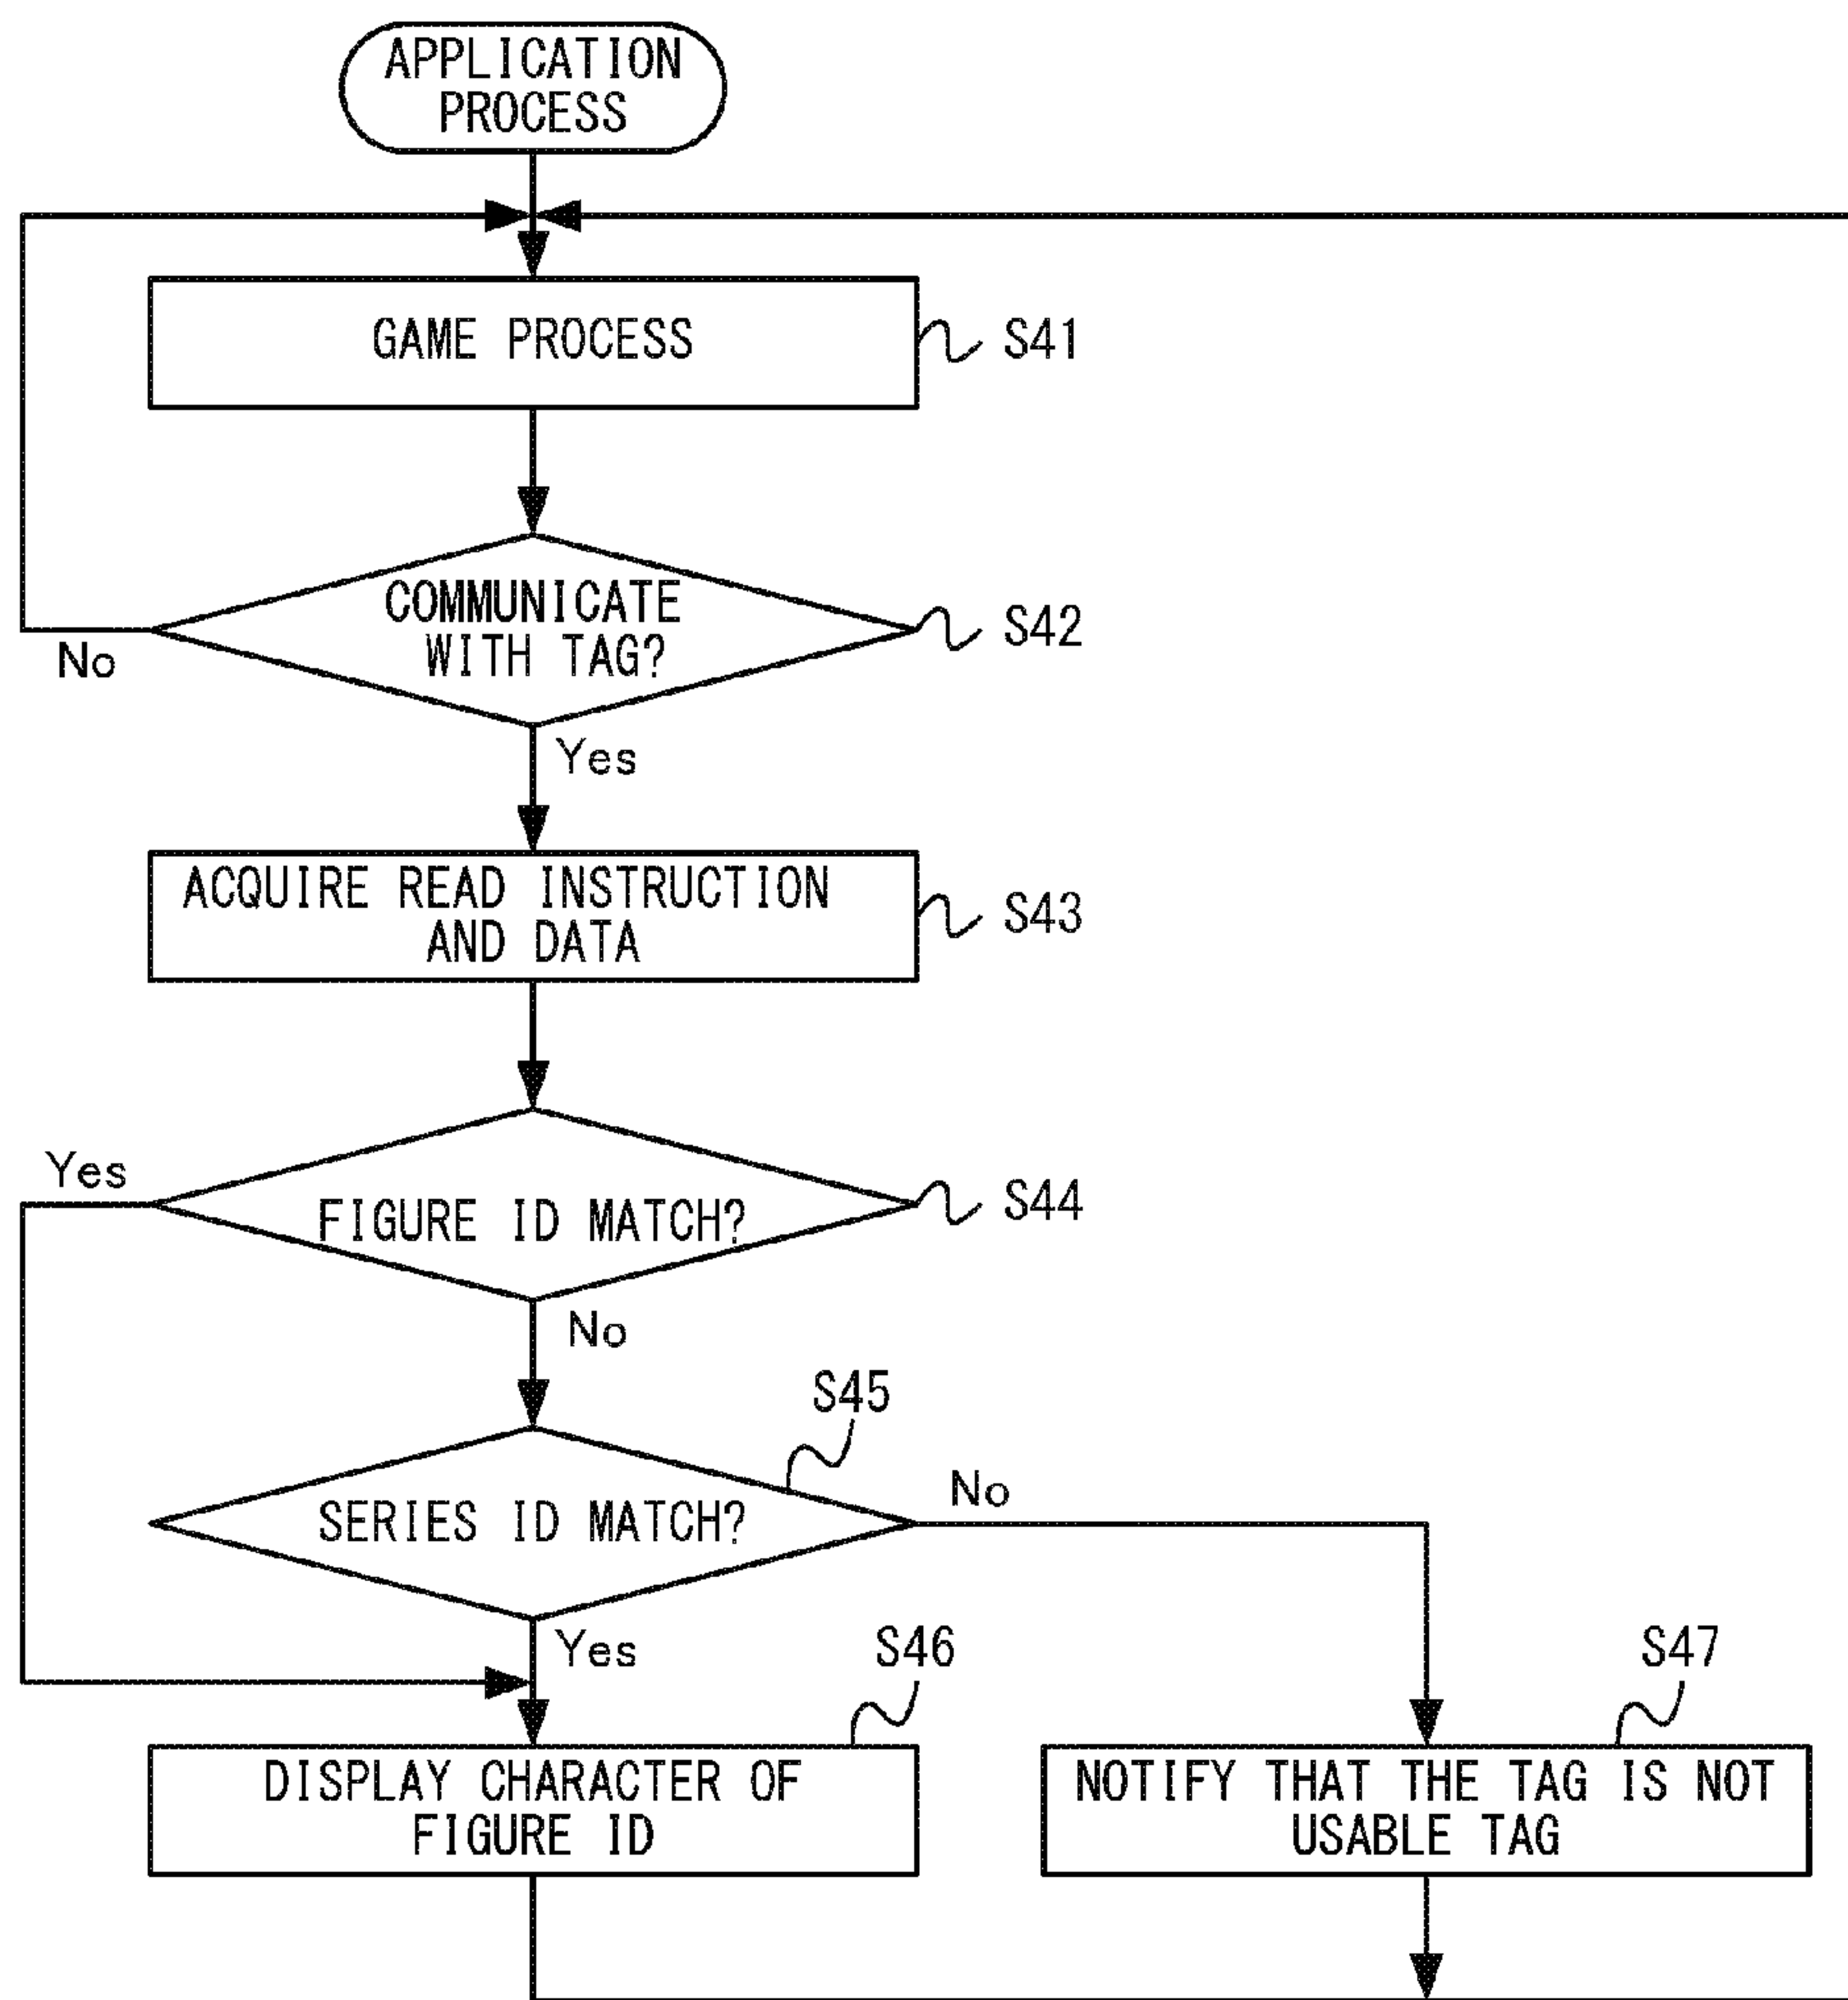 APPLICATION
PROCESS
GAME PROCESS
S41
COMMUNICATE
WITH TAG?
S42
No
Yes
ACQUIRE READ INSTRUCTION
AND DATA
S43
Yes
FIGURE ID MATCH?
S44
No
S45
SERIES ID MATCH?
No
Yes
S46
S47
DISPLAY CHARACTER OF
FIGURE ID
NOTIFY THAT THE TAG IS NOT
USABLE TAG